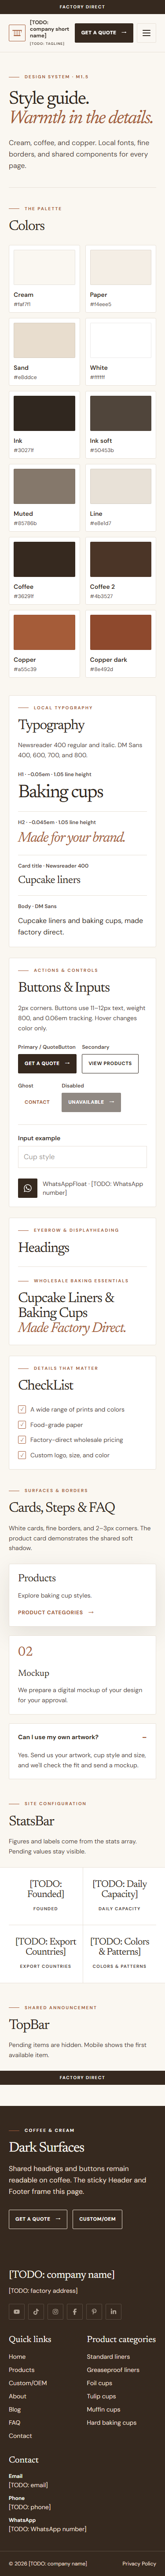 FACTORY DIRECT
[TODO:
company short
name]
[TODO: TAGLINE]
GET A QUOTE →
DESIGN SYSTEM · M1.5
Style guide.
Warmth in the details.
Cream, coffee, and copper. Local fonts, fine
borders, and shared components for every
page.
THE PALETTE
Colors
Cream
#faf7f1
Paper
#f4eee5
Sand
#e8ddce
White
#ffffff
Ink
#30271f
Ink soft
#50453b
Muted
#85766b
Line
#e8e1d7
Coffee
#36291f
Coffee 2
#4b3527
Copper
#a55c39
Copper dark
#8e492d
LOCAL TYPOGRAPHY
Typography
Newsreader 400 regular and italic. DM Sans
400, 600, 700, and 800.
H1 · −0.05em · 1.05 line height
Baking cups
H2 · −0.045em · 1.05 line height
Made for your brand.
Card title · Newsreader 400
Cupcake liners
Body · DM Sans
Cupcake liners and baking cups, made
factory direct.
ACTIONS & CONTROLS
Buttons & Inputs
2px corners. Buttons use 11–12px text, weight
800, and 0.06em tracking. Hover changes
color only.
Primary / QuoteButton
Secondary
GET A QUOTE →
VIEW PRODUCTS
Ghost
Disabled
CONTACT
UNAVAILABLE →
Input example
Cup style
WhatsAppFloat · [TODO: WhatsApp
number]
EYEBROW & DISPLAYHEADING
Headings
WHOLESALE BAKING ESSENTIALS
Cupcake Liners &
Baking Cups
Made Factory Direct.
DETAILS THAT MATTER
CheckList
A wide range of prints and colors
Food-grade paper
Factory-direct wholesale pricing
Custom logo, size, and color
SURFACES & BORDERS
Cards, Steps & FAQ
White cards, fine borders, and 2–3px corners. The
product card demonstrates the shared soft
shadow.
Products
Explore baking cup styles.
PRODUCT CATEGORIES →
02
Mockup
We prepare a digital mockup of your design
for your approval.
Can I use my own artwork? −
Yes. Send us your artwork, cup style and size,
and we'll check the fit and send a mockup.
SITE CONFIGURATION
StatsBar
Figures and labels come from the stats array.
Pending values stay visible.
[TODO:
Founded]
FOUNDED
[TODO: Daily
Capacity]
DAILY CAPACITY
[TODO: Export
Countries]
EXPORT COUNTRIES
[TODO: Colors
& Patterns]
COLORS & PATTERNS
SHARED ANNOUNCEMENT
TopBar
Pending items are hidden. Mobile shows the first
available item.
FACTORY DIRECT
COFFEE & CREAM
Dark Surfaces
Shared headings and buttons remain
readable on coffee. The sticky Header and
Footer frame this page.
GET A QUOTE →
CUSTOM/OEM
[TODO: company name]
[TODO: factory address]
Quick links
Home
Products
Custom/OEM
About
Blog
FAQ
Contact
Product categories
Standard liners
Greaseproof liners
Foil cups
Tulip cups
Muffin cups
Hard baking cups
Contact
Email
[TODO: email]
Phone
[TODO: phone]
WhatsApp
[TODO: WhatsApp number]
© 2026 [TODO: company name]
Privacy Policy